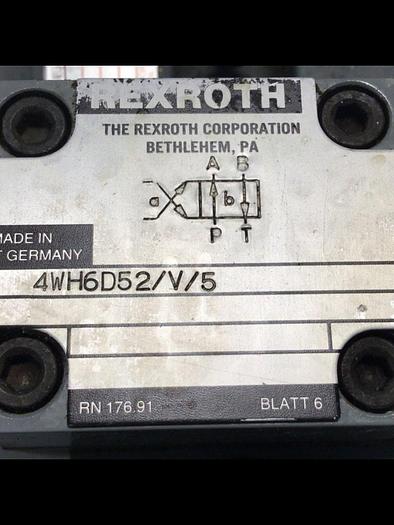 REXROTH
THE REXROTH CORPORATION
BETHLEHEM, PA
A B
a b
P T
MADE IN
T GERMANY
4WH6D52/V/5
RN 176.91 BLATT 6